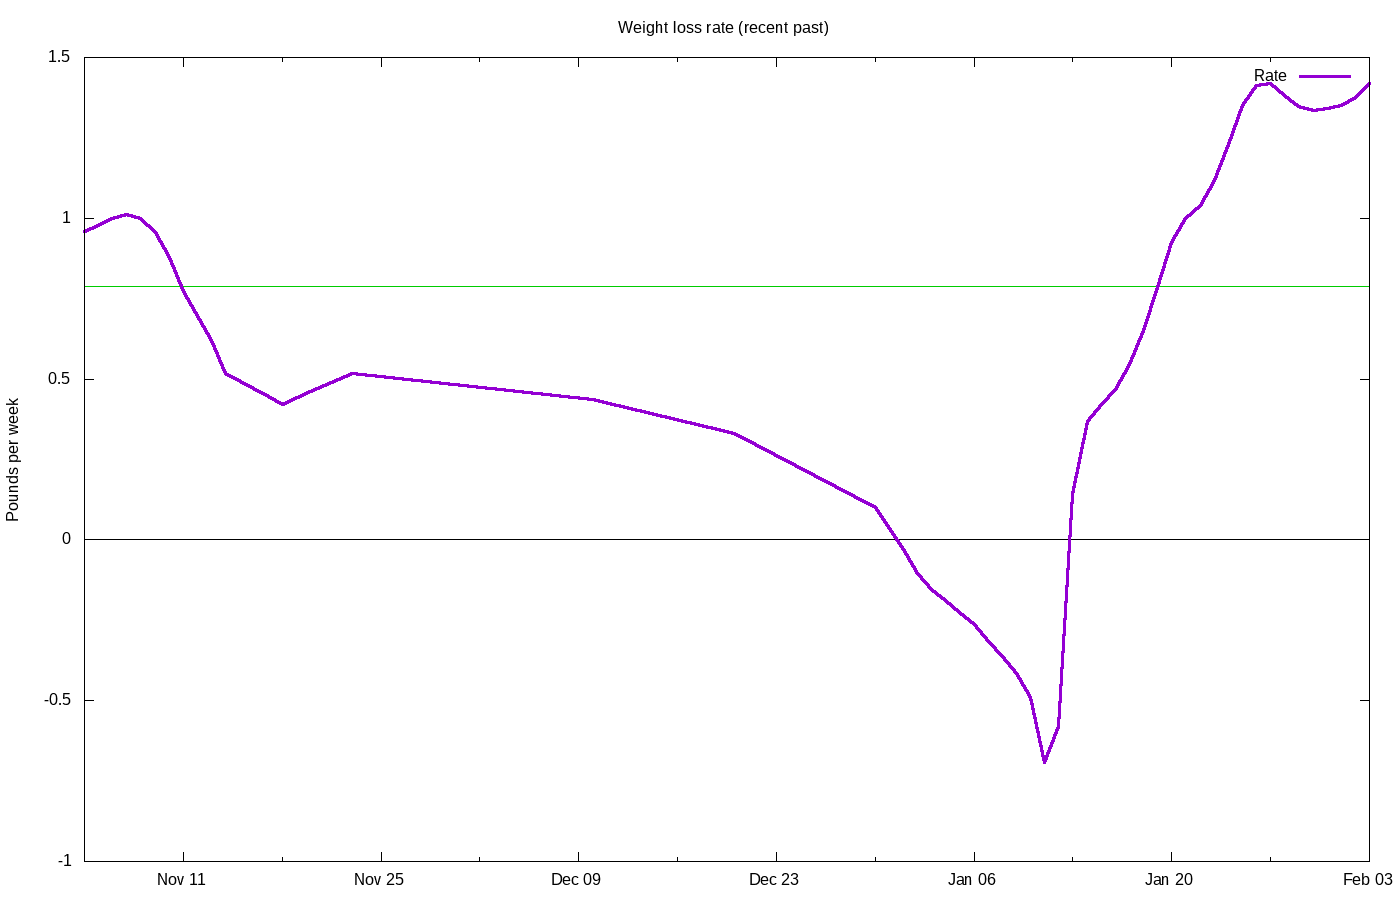 Weight loss rate (recent past)
Rate
1.5
1
0.5
0
-0.5
-1
Pounds per week
Nov 11
Nov 25
Dec 09
Dec 23
Jan 06
Jan 20
Feb 03